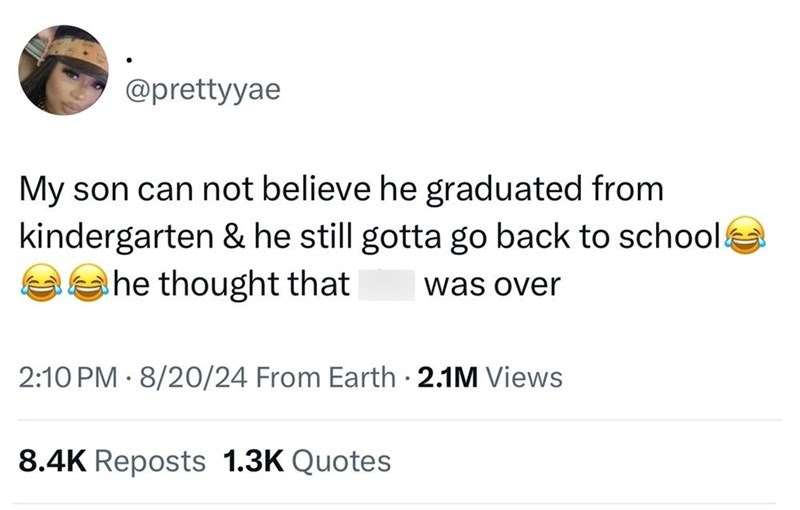 .
@prettyyae
My son can not believe he graduated from
kindergarten & he still gotta go back to school😂
😂😂he thought that was over
2:10 PM · 8/20/24 From Earth · 2.1M Views
8.4K Reposts 1.3K Quotes